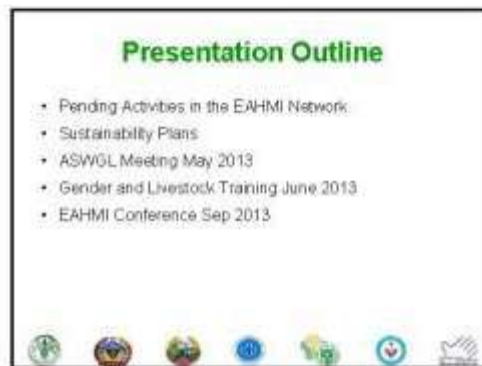 Presentation Outline
• Pending Activities in the EAHMI Network
• Sustainability Plans
• ASWGL Meeting May 2013
• Gender and Livestock Training June 2013
• EAHMI Conference Sep 2013